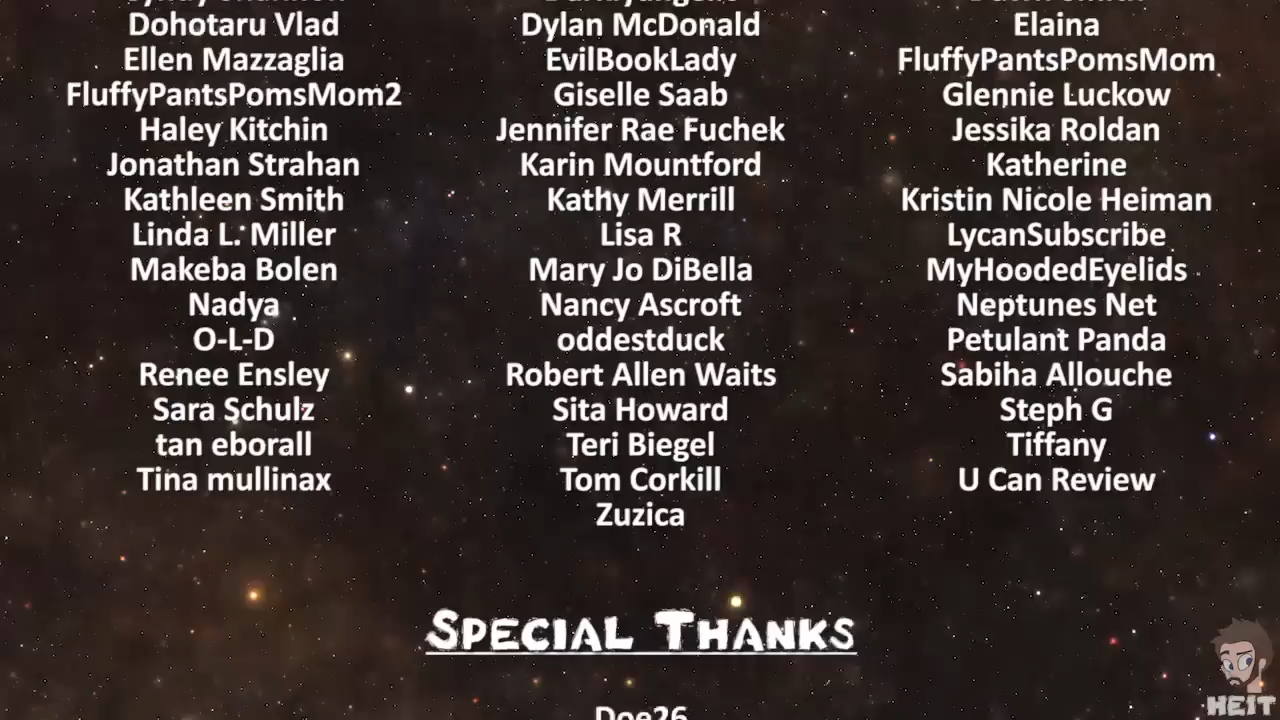 Dohotaru Vlad Dylan McDonald Elaina
Ellen Mazzaglia EvilBookLady FluffyPantsPomsMom
FluffyPantsPomsMom2 Giselle Saab Glennie Luckow
Haley Kitchin Jennifer Rae Fuchek Jessika Roldan
Jonathan Strahan Karin Mountford Katherine
Kathleen Smith Kathy Merrill Kristin Nicole Heiman
Linda L. Miller Lisa R LycanSubscribe
Makeba Bolen Mary Jo DiBella MyHoodedEyelids
Nadya Nancy Ascroft Neptunes Net
O-L-D oddestduck Petulant Panda
Renee Ensley Robert Allen Waits Sabiha Allouche
Sara Schulz Sita Howard Steph G
tan eborall Teri Biegel Tiffany
Tina mullinax Tom Corkill U Can Review
Zuzica
Special Thanks
Doe26
HEIT